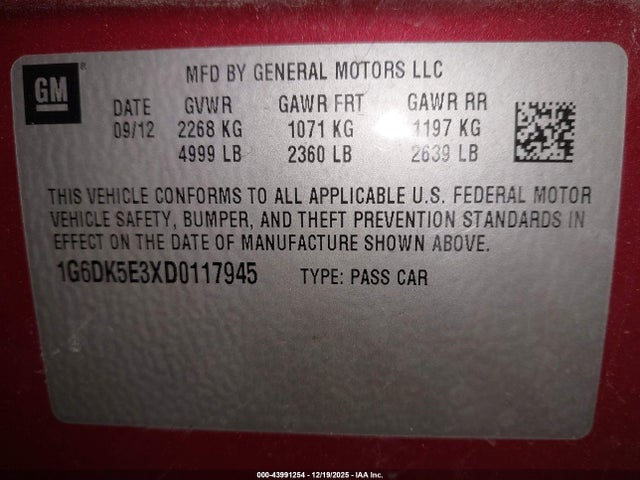 GM®
MFD BY GENERAL MOTORS LLC
DATE GVWR GAWR FRT GAWR RR
09/12 2268 KG 1071 KG 1197 KG
4999 LB 2360 LB 2639 LB
THIS VEHICLE CONFORMS TO ALL APPLICABLE U.S. FEDERAL MOTOR
VEHICLE SAFETY, BUMPER, AND THEFT PREVENTION STANDARDS IN
EFFECT ON THE DATE OF MANUFACTURE SHOWN ABOVE.
1G6DK5E3XD0117945 TYPE: PASS CAR
000-43991254 - 12/19/2025 - IAA Inc.